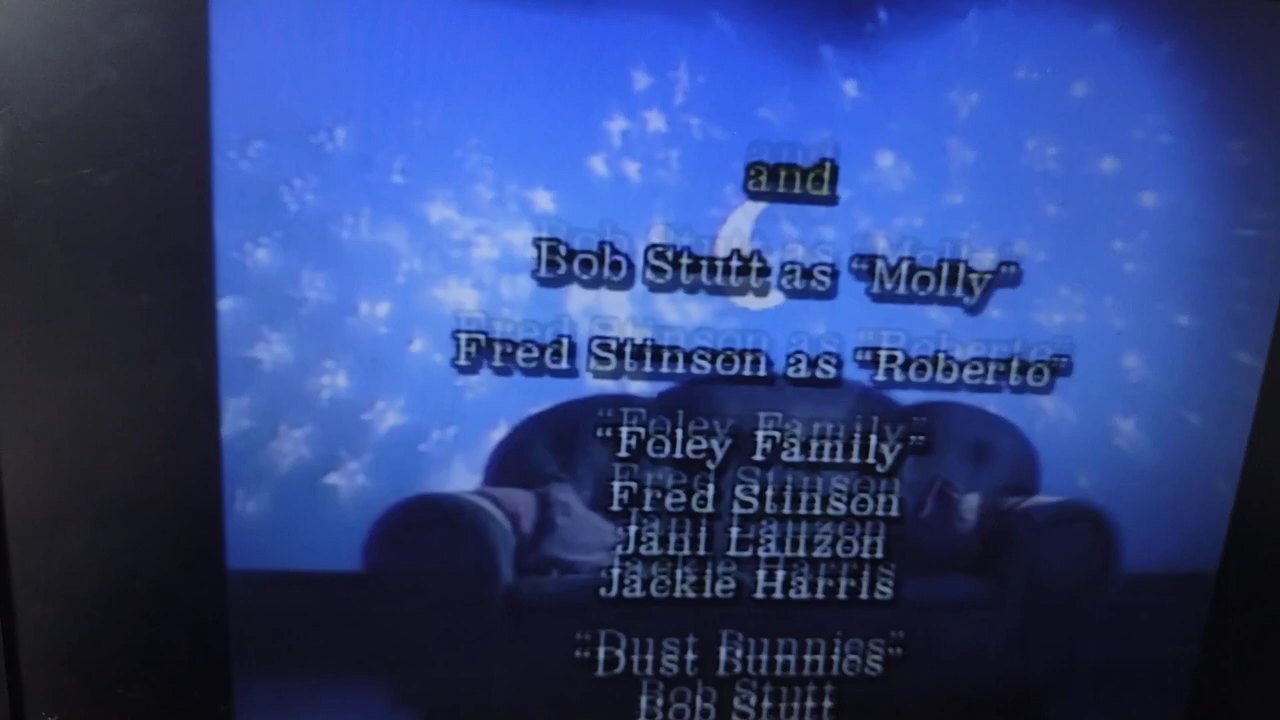 and
Bob Stutt as "Molly"
Fred Stinson as "Roberto"
"Foley Family"
Fred Stinson
Jani Lauzon
Jackie Harris
"Dust Bunnies"
Bob Stutt